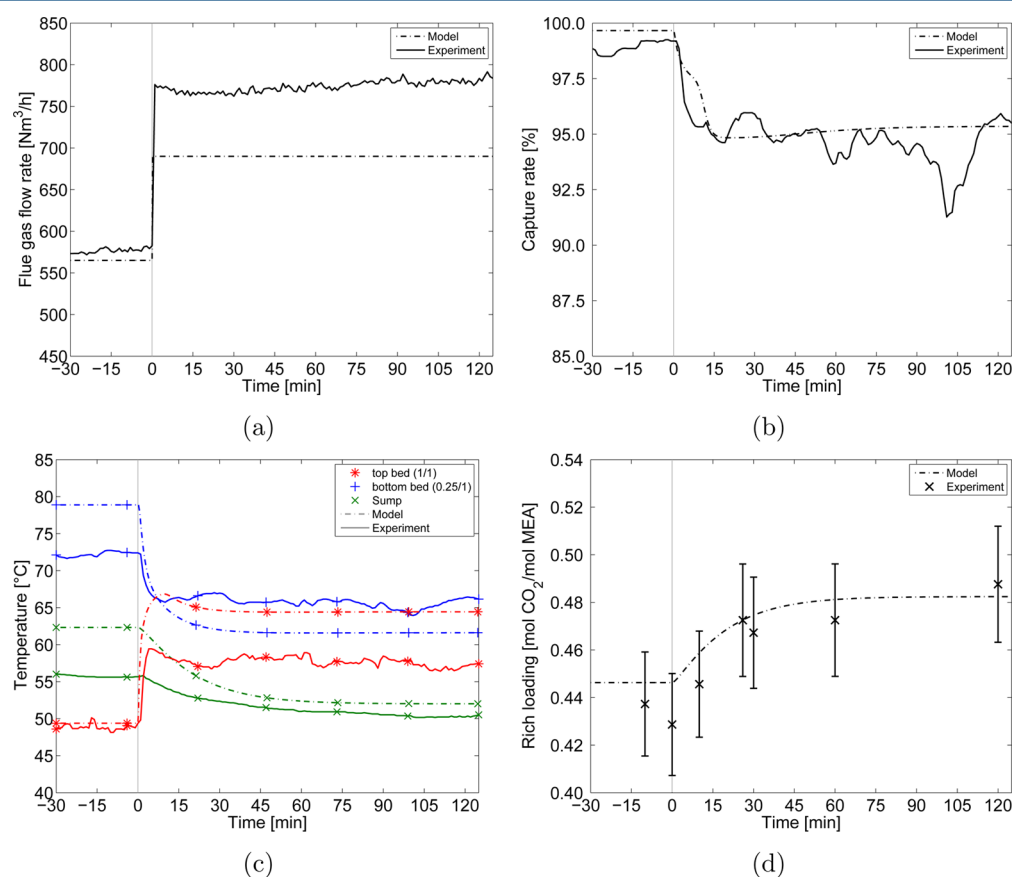 850
800
750
700
650
600
550
500
450
Flue gas flow rate [Nm³/h]
Model
Experiment
−30 −15 0 15 30 45 60 75 90 105 120
Time [min]
(a)
100.0
97.5
95.0
92.5
90.0
87.5
85.0
Capture rate [%]
Model
Experiment
−30 −15 0 15 30 45 60 75 90 105 120
Time [min]
(b)
85
80
75
70
65
60
55
50
45
40
Temperature [°C]
top bed (1/1)
bottom bed (0.25/1)
Sump
Model
Experiment
−30 −15 0 15 30 45 60 75 90 105 120
Time [min]
(c)
0.54
0.52
0.50
0.48
0.46
0.44
0.42
0.40
Rich loading [mol CO₂/mol MEA]
Model
Experiment
−30 −15 0 15 30 45 60 75 90 105 120
Time [min]
(d)